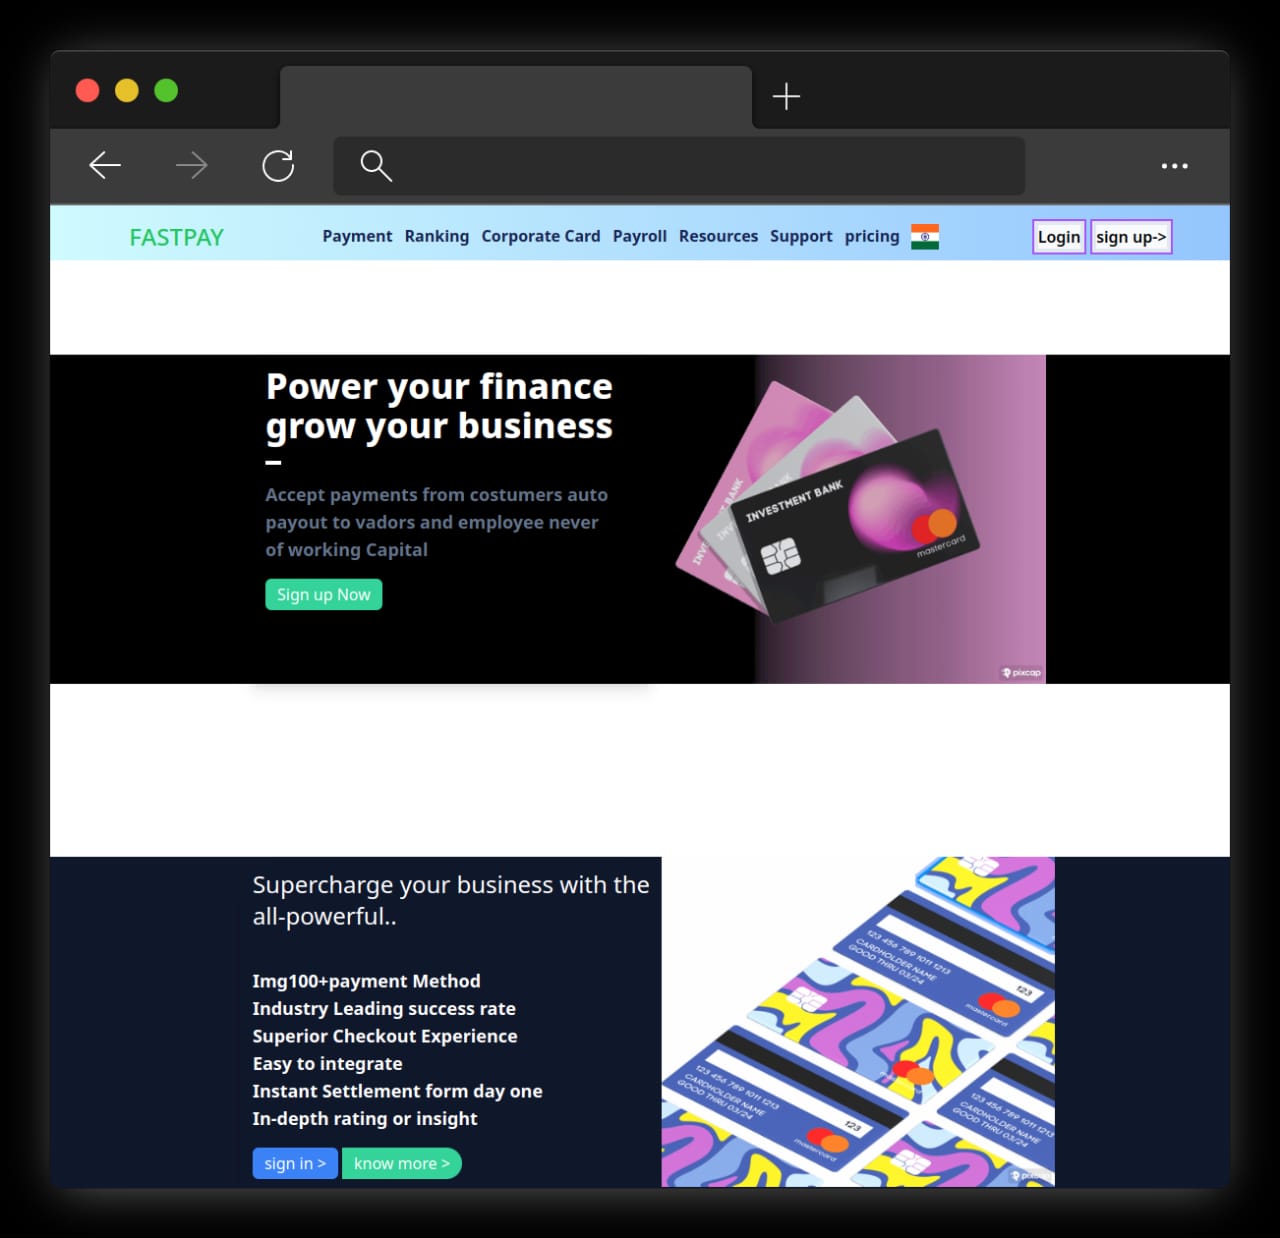 FASTPAY Payment Ranking Corporate Card Payroll Resources Support pricing Login sign up->
Power your finance
grow your business
–
Accept payments from costumers auto
payout to vadors and employee never
of working Capital
Sign up Now
INVESTMENT BANK
mastercard
pixcap
Supercharge your business with the
all-powerful..
Img100+payment Method
Industry Leading success rate
Superior Checkout Experience
Easy to integrate
Instant Settlement form day one
In-depth rating or insight
sign in > know more >
123 456 789 1011 1213
CARDHOLDER NAME
GOOD THRU 03/24
123
mastercard
123 456 789 1011 1213
CARDHOLDER NAME
GOOD THRU 03/24
123
mastercard
123 456 789 1011 1213
CARDHOLDER NAME
GOOD THRU 03/24